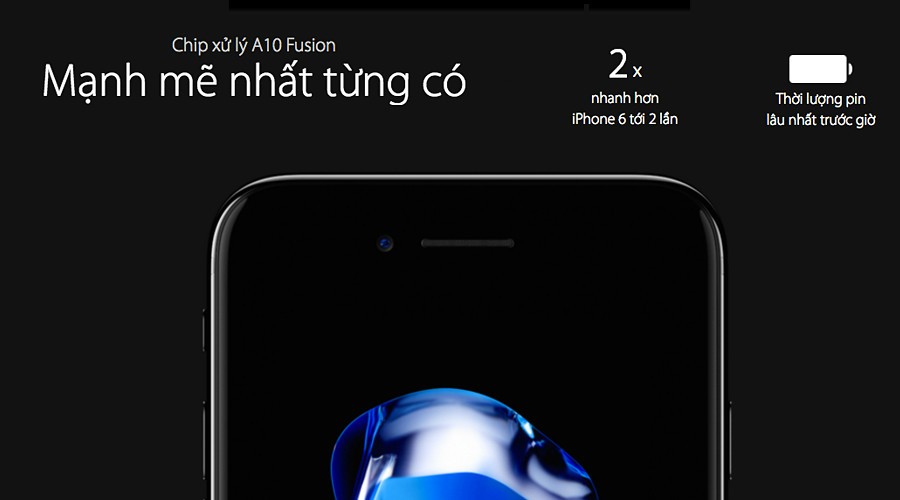 Chip xử lý A10 Fusion
Mạnh mẽ nhất từng có
2 x
nhanh hơn
iPhone 6 tới 2 lần
Thời lượng pin
lâu nhất trước giờ